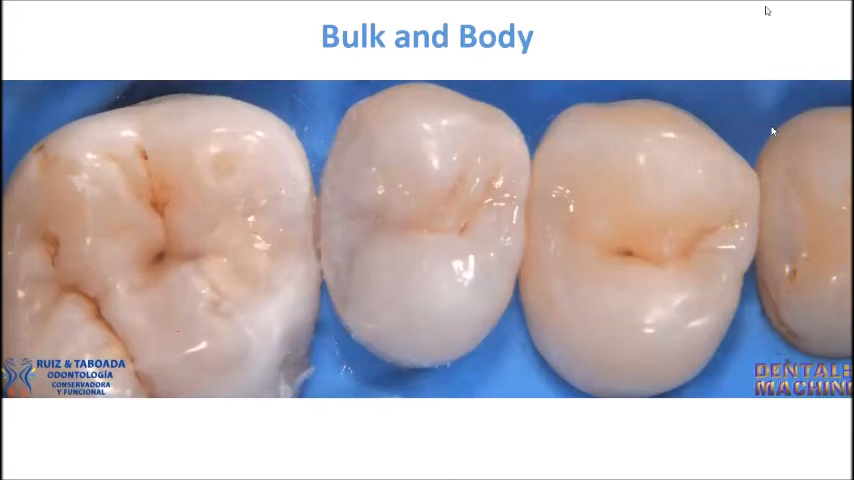 Bulk and Body
RUIZ & TABOADA
ODONTOLOGÍA
CONSERVADORA
Y FUNCIONAL
DENTAL
MACHINE